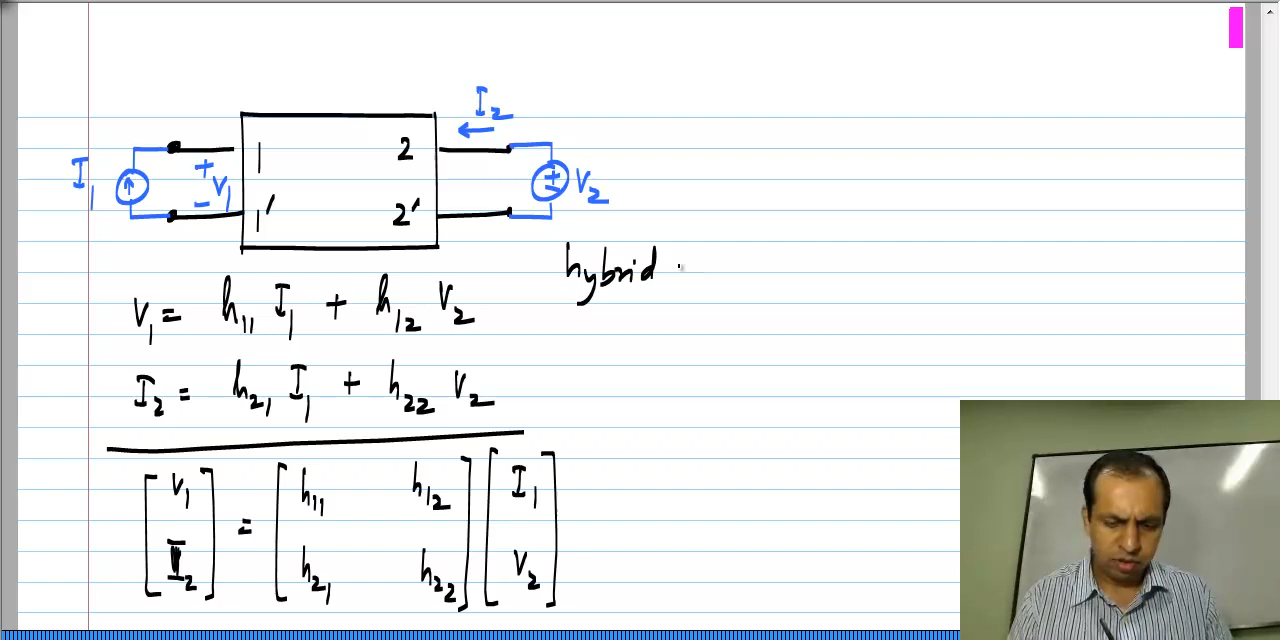 I₂
I₁ + V₁ - 1 2 + - V₂
1' 2'
hybrid
V₁ = h₁₁ I₁ + h₁₂ V₂
I₂ = h₂₁ I₁ + h₂₂ V₂
[V₁ I₂] = [h₁₁ h₁₂ h₂₁ h₂₂] [I₁ V₂]